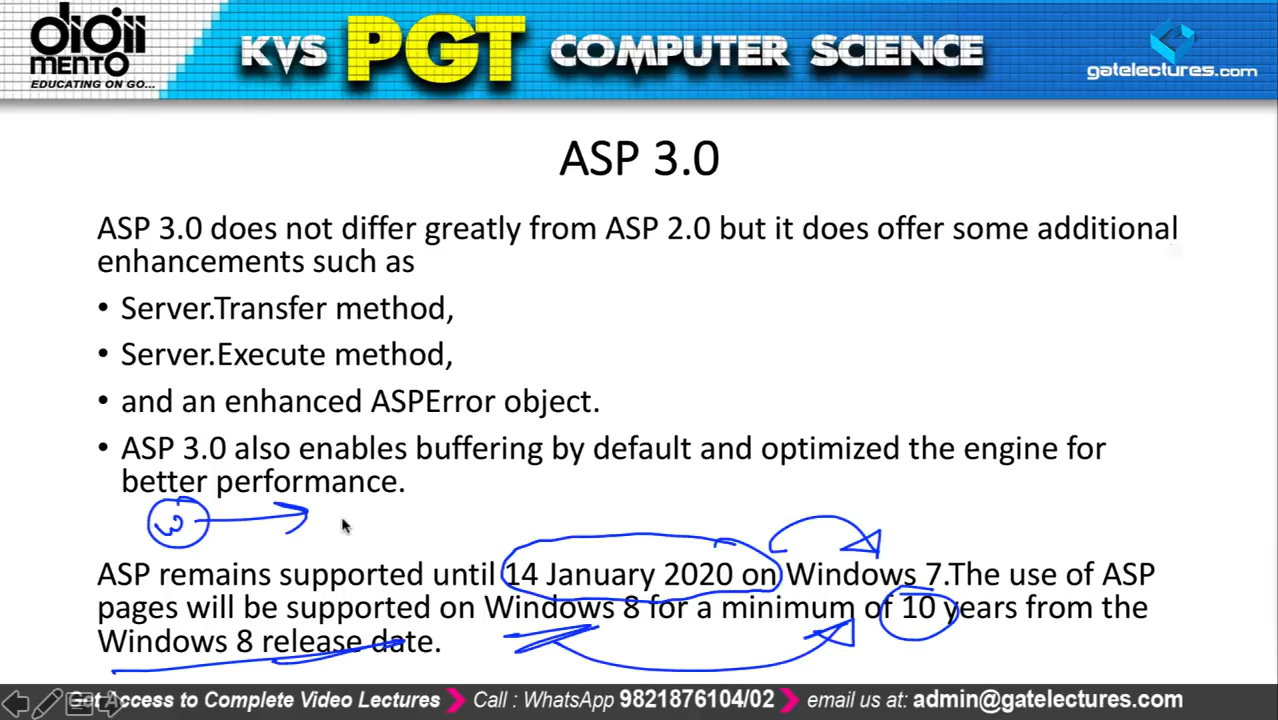 digii
MENTO
EDUCATING ON GO...
KVS PGT COMPUTER SCIENCE
gatelectures.com
ASP 3.0
ASP 3.0 does not differ greatly from ASP 2.0 but it does offer some additional
enhancements such as
• Server.Transfer method,
• Server.Execute method,
• and an enhanced ASPError object.
• ASP 3.0 also enables buffering by default and optimized the engine for
better performance.
ASP remains supported until 14 January 2020 on Windows 7.The use of ASP
pages will be supported on Windows 8 for a minimum of 10 years from the
Windows 8 release date.
Get Access to Complete Video Lectures Call : WhatsApp 9821876104/02 email us at: admin@gatelectures.com